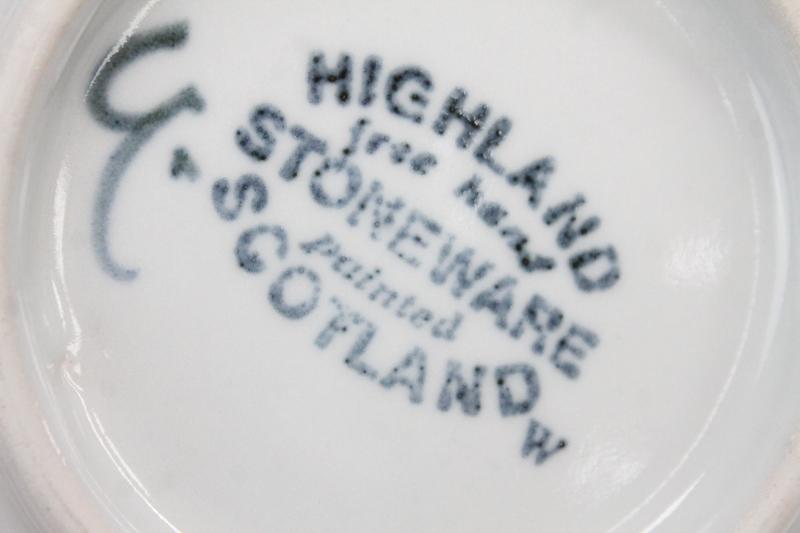 HIGHLAND
free hand
STONEWARE
painted
SCOTLAND
W